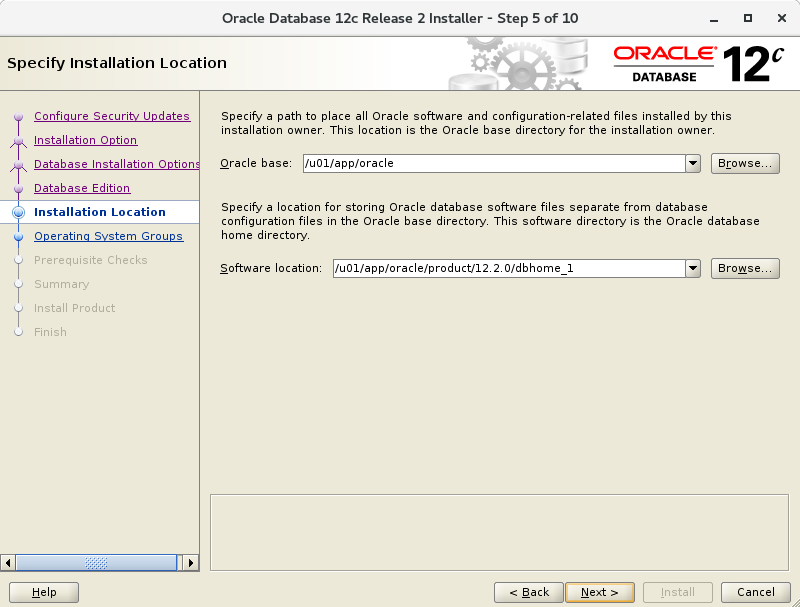 Oracle Database 12c Release 2 Installer - Step 5 of 10
Specify Installation Location
ORACLE®
DATABASE
12c
Configure Security Updates
Installation Option
Database Installation Options
Database Edition
Installation Location
Operating System Groups
Prerequisite Checks
Summary
Install Product
Finish
Specify a path to place all Oracle software and configuration-related files installed by this
installation owner. This location is the Oracle base directory for the installation owner.
Oracle base: /u01/app/oracle Browse...
Specify a location for storing Oracle database software files separate from database
configuration files in the Oracle base directory. This software directory is the Oracle database
home directory.
Software location: /u01/app/oracle/product/12.2.0/dbhome_1 Browse...
Help < Back Next > Install Cancel